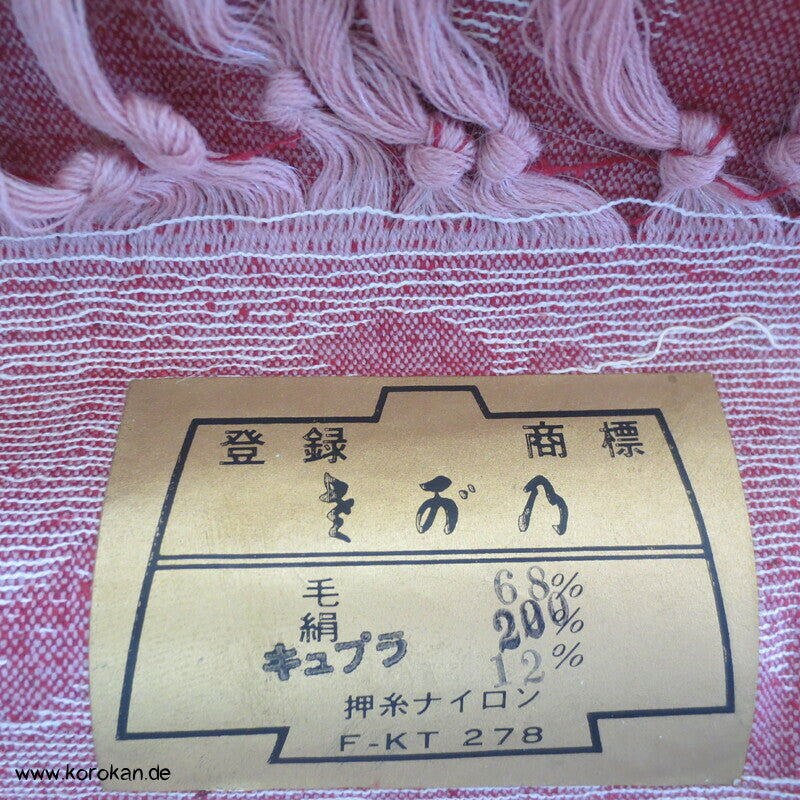 登録 商標
きぬ乃
毛 68%
絹 20%
キュプラ 12%
押糸ナイロン
F-KT 278
www.korokan.de